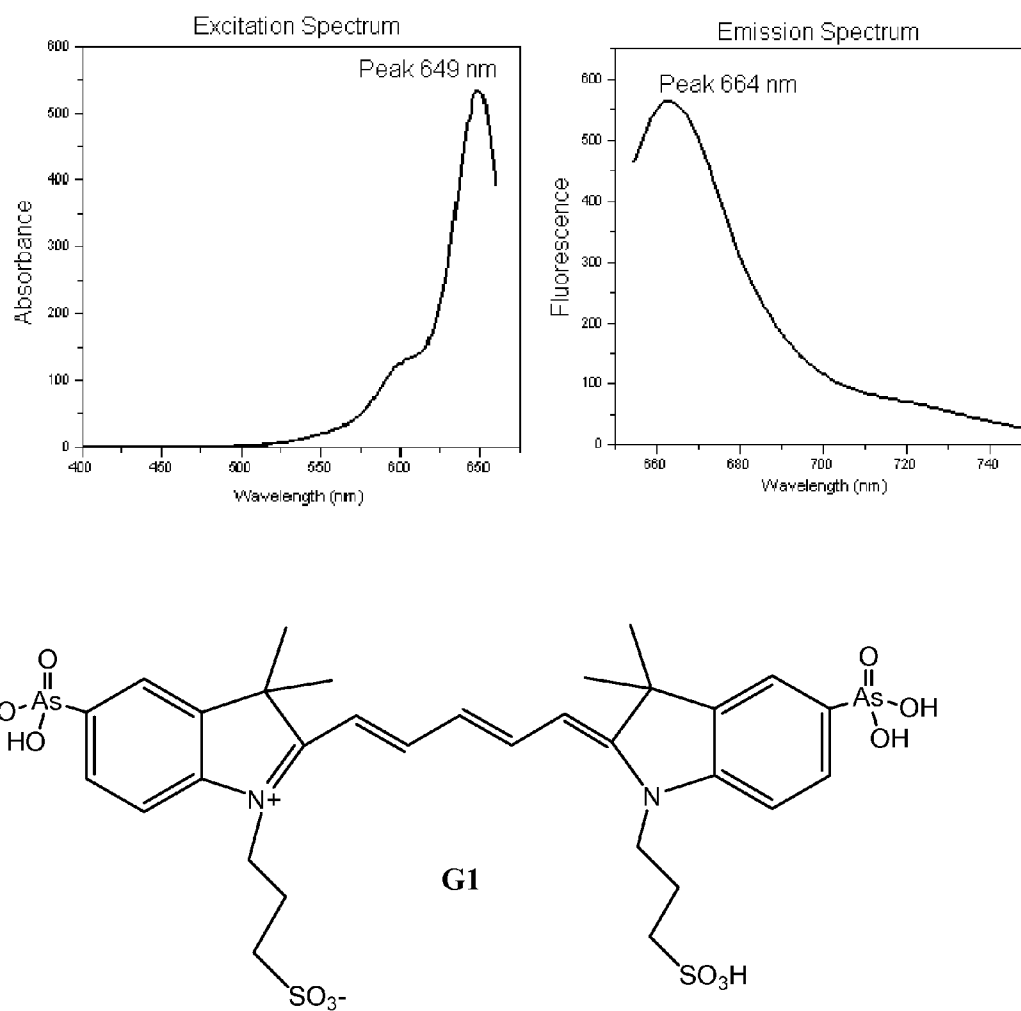 Excitation Spectrum
Peak 649 nm
Absorbance
600
500
400
300
200
100
0
400
450
500
550
600
650
Wavelength (nm)
Emission Spectrum
Peak 664 nm
Fluorescence
600
500
400
300
200
100
0
660
680
700
720
740
Wavelength (nm)
O
As
O
HO
N+
SO3-
G1
O
As
OH
OH
N
SO3H